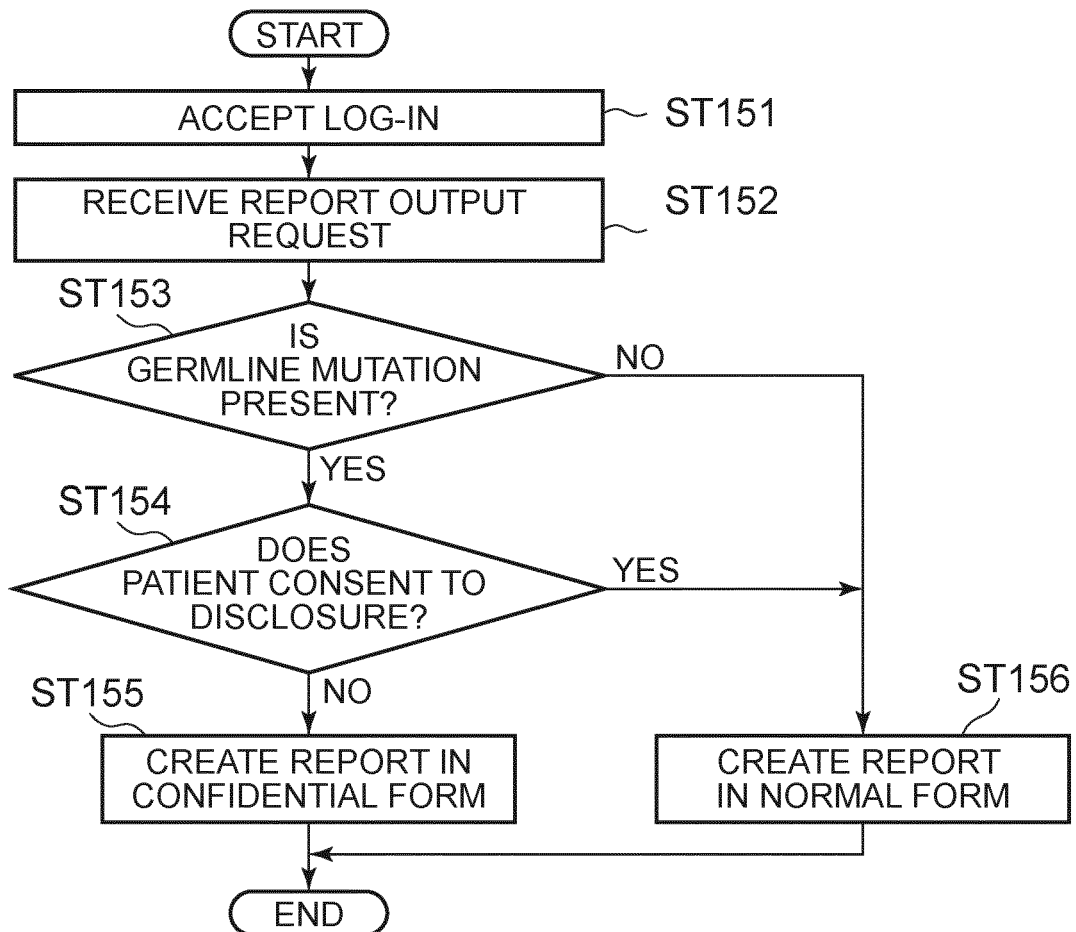 START
ACCEPT LOG-IN
ST151
RECEIVE REPORT OUTPUT
REQUEST
ST152
ST153
IS
GERMLINE MUTATION
PRESENT?
NO
YES
ST154
DOES
PATIENT CONSENT TO
DISCLOSURE?
YES
NO
ST155
CREATE REPORT IN
CONFIDENTIAL FORM
ST156
CREATE REPORT
IN NORMAL FORM
END